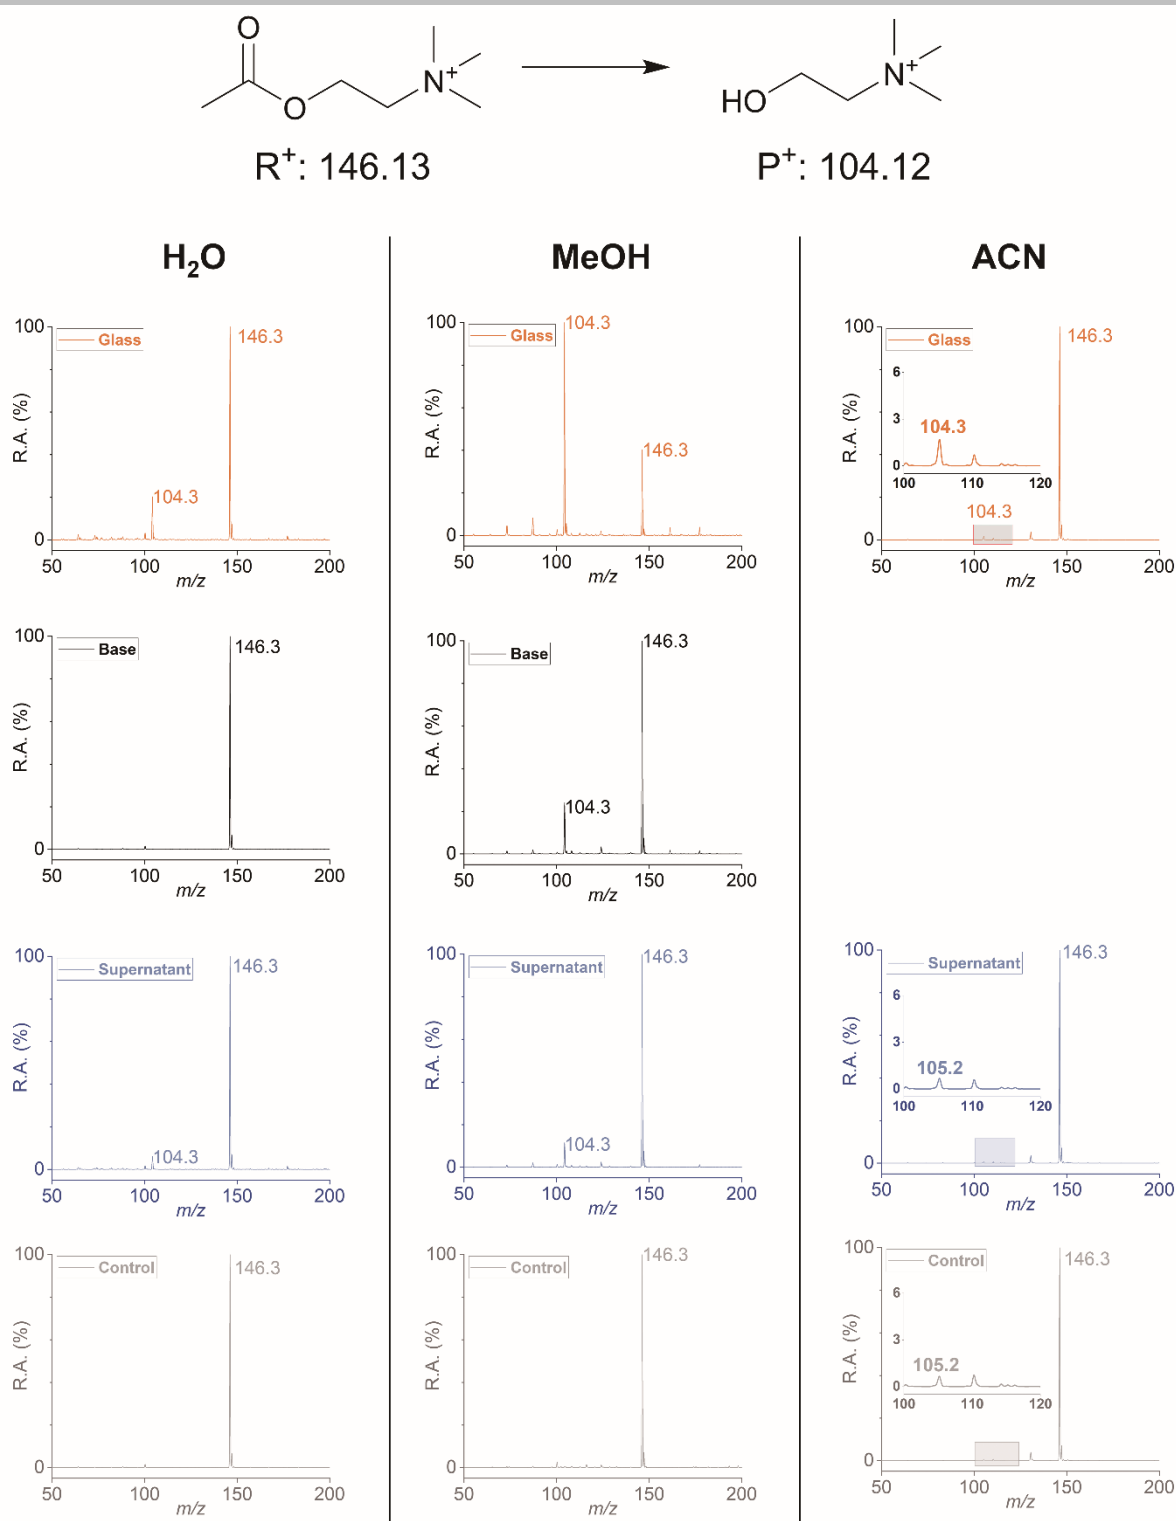 O
O
N+
HO
N+
R+: 146.13
P+: 104.12
H2O
MeOH
ACN
100
Glass
146.3
104.3
0
50
100
150
200
R.A. (%)
m/z
100
104.3
Glass
146.3
0
50
100
150
200
R.A. (%)
m/z
100
Glass
146.3
6
3
0
104.3
100
110
120
104.3
0
50
100
150
200
R.A. (%)
m/z
100
Base
146.3
0
50
100
150
200
R.A. (%)
m/z
100
Base
146.3
104.3
0
50
100
150
200
R.A. (%)
m/z
100
Supernatant
146.3
104.3
0
50
100
150
200
R.A. (%)
m/z
100
Supernatant
146.3
104.3
0
50
100
150
200
R.A. (%)
m/z
100
Supernatant
146.3
6
3
0
105.2
100
110
120
0
50
100
150
200
R.A. (%)
m/z
100
Control
146.3
0
50
100
150
200
R.A. (%)
m/z
100
Control
146.3
0
50
100
150
200
R.A. (%)
m/z
100
Control
146.3
6
3
0
105.2
100
110
120
0
50
100
150
200
R.A. (%)
m/z